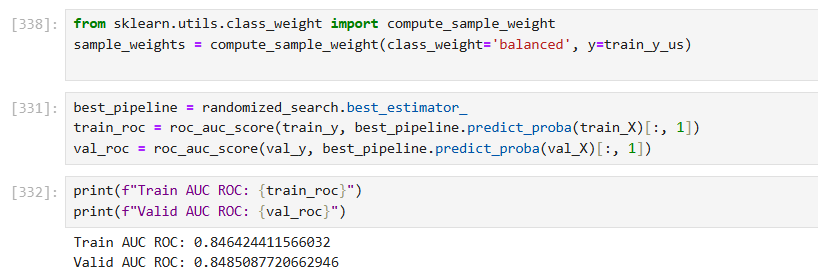 [338]: from sklearn.utils.class_weight import compute_sample_weight
sample_weights = compute_sample_weight(class_weight='balanced', y=train_y_us)
[331]: best_pipeline = randomized_search.best_estimator_
train_roc = roc_auc_score(train_y, best_pipeline.predict_proba(train_X)[:, 1])
val_roc = roc_auc_score(val_y, best_pipeline.predict_proba(val_X)[:, 1])
[332]: print(f"Train AUC ROC: {train_roc}")
print(f"Valid AUC ROC: {val_roc}")
Train AUC ROC: 0.846424411566032
Valid AUC ROC: 0.8485087720662946